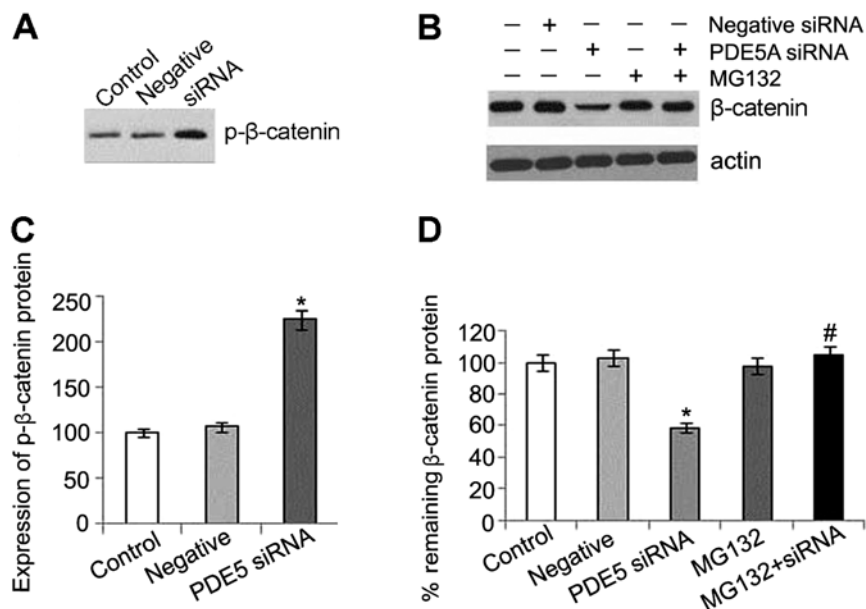 A
Control
Negative
siRNA
p-β-catenin
B
− + − − − Negative siRNA
− − + − + PDE5A siRNA
− − − + + MG132
β-catenin
actin
C
Expression of p-β-catenin protein
250
200
150
100
50
0
*
Control
Negative
PDE5 siRNA
D
% remaining β-catenin protein
120
100
80
60
40
20
0
*
#
Control
Negative
PDE5 siRNA
MG132
MG132+siRNA